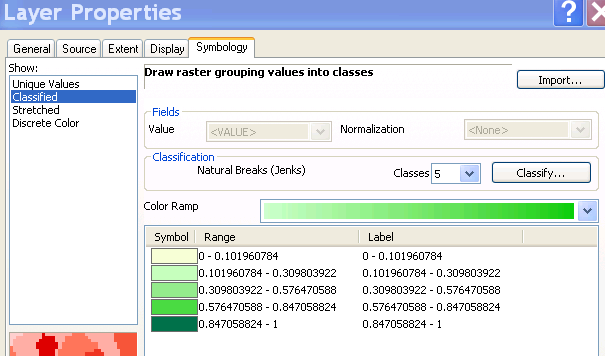 Layer Properties ? X
General Source Extent Display Symbology
Show:
Unique Values
Classified
Stretched
Discrete Color
Draw raster grouping values into classes
Import...
Fields
Value <VALUE> Normalization <None>
Classification
Natural Breaks (Jenks) Classes 5 Classify...
Color Ramp
Symbol Range Label
0 - 0.101960784 0 - 0.101960784
0.101960784 - 0.309803922 0.101960784 - 0.309803922
0.309803922 - 0.576470588 0.309803922 - 0.576470588
0.576470588 - 0.847058824 0.576470588 - 0.847058824
0.847058824 - 1 0.847058824 - 1